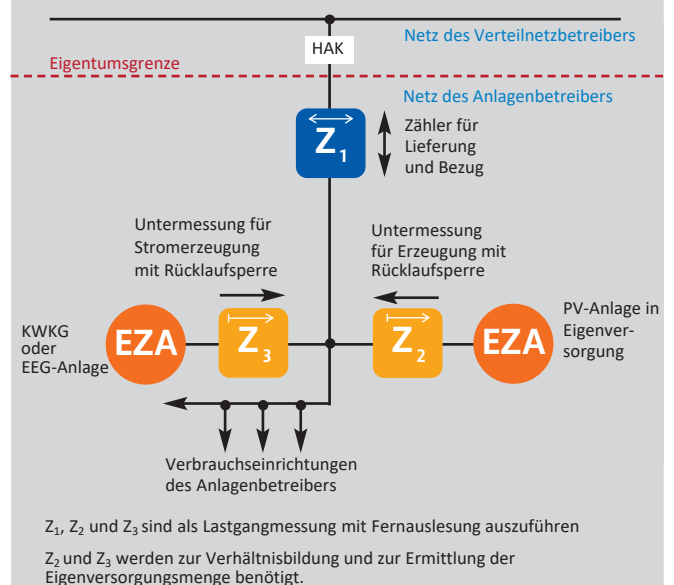 Netz des Verteilnetzbetreibers
HAK
Eigentumsgrenze
Netz des Anlagenbetreibers
Z1
Zähler für
Lieferung
und Bezug
Untermessung für
Stromerzeugung
mit Rücklaufsperre
Untermessung
für Erzeugung mit
Rücklaufsperre
KWKG
oder
EEG-Anlage
EZA
Z3
Z2
EZA
PV-Anlage in
Eigenver-
sorgung
Verbrauchseinrichtungen
des Anlagenbetreibers
Z1, Z2 und Z3 sind als Lastgangmessung mit Fernauslesung auszuführen
Z2 und Z3 werden zur Verhältnisbildung und zur Ermittlung der
Eigenversorgungsmenge benötigt.